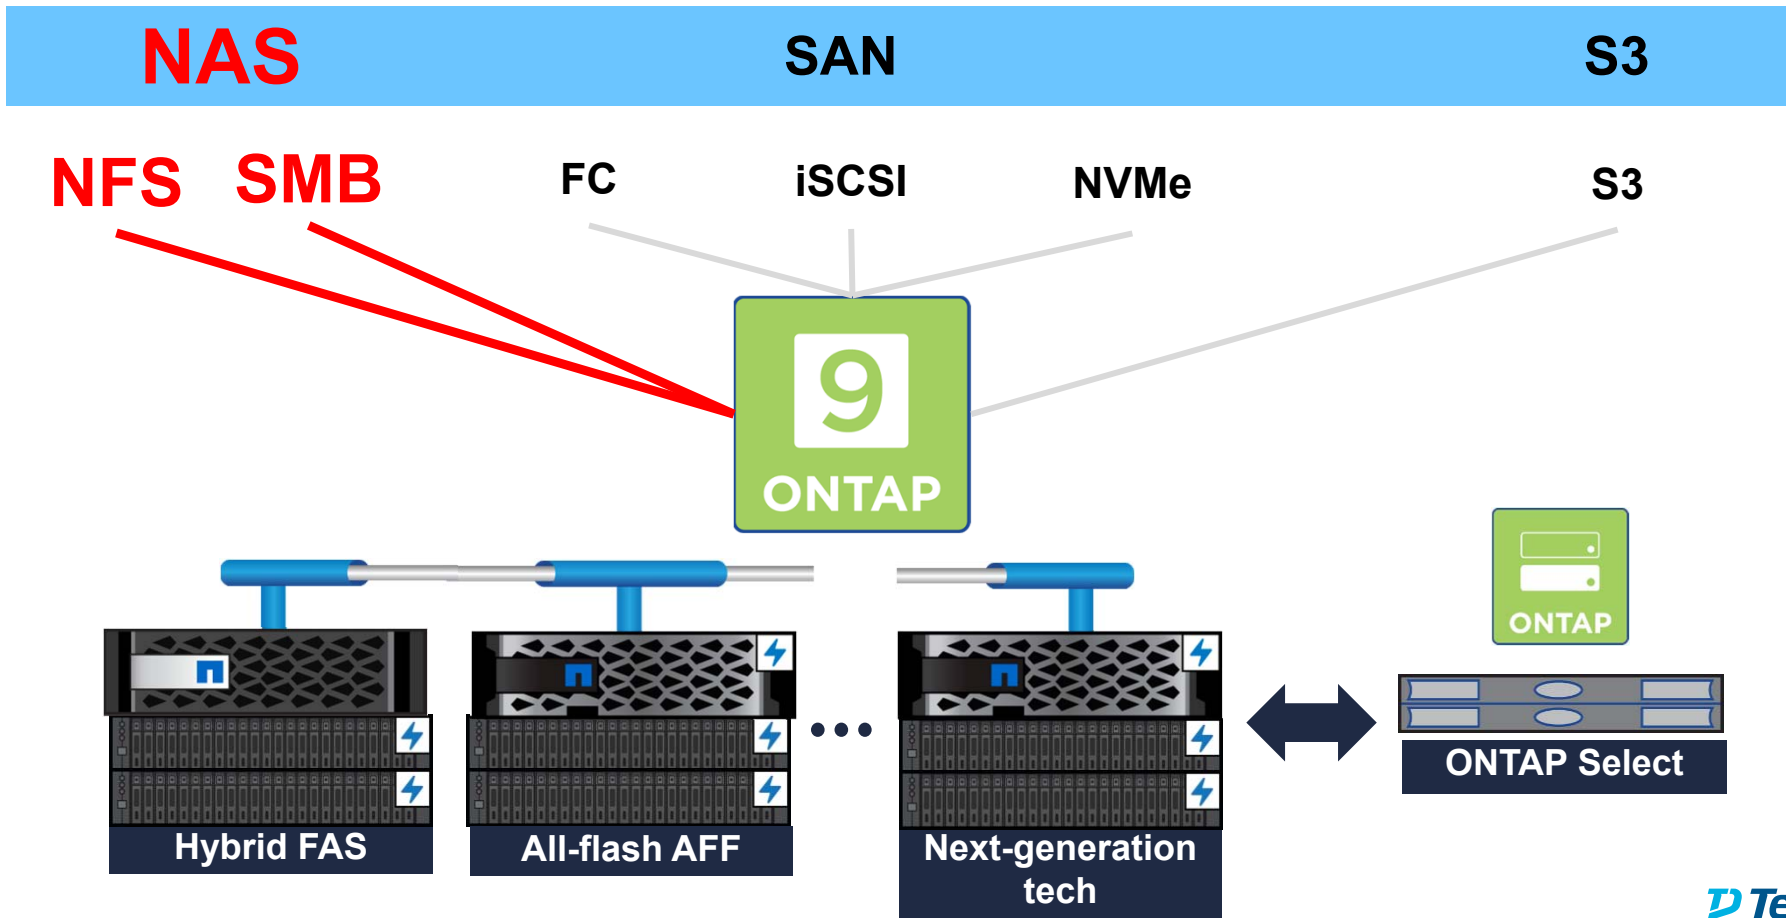 NAS SAN S3
NFS SMB FC iSCSI NVMe S3
9
ONTAP
ONTAP
ONTAP Select
Hybrid FAS
All-flash AFF
Next-generation
tech